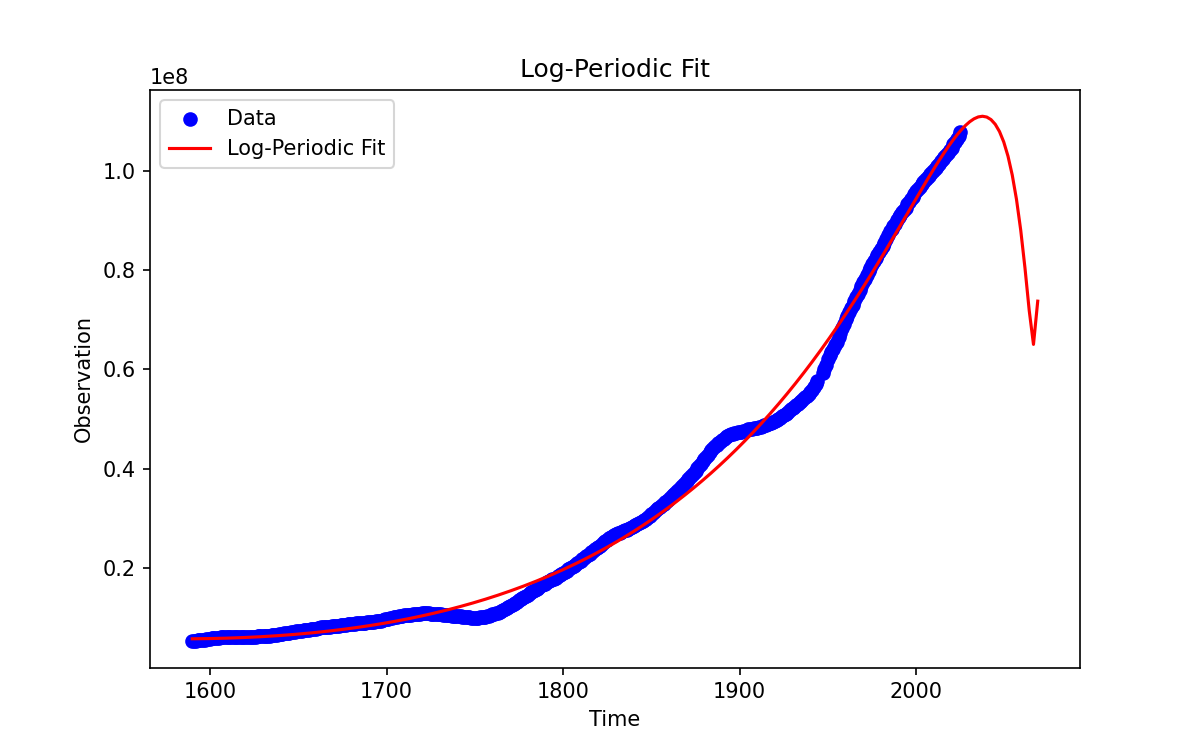 Log-Periodic Fit
1e8
Data
Log-Periodic Fit
1.0
0.8
0.6
0.4
0.2
Observation
1600 1700 1800 1900 2000
Time